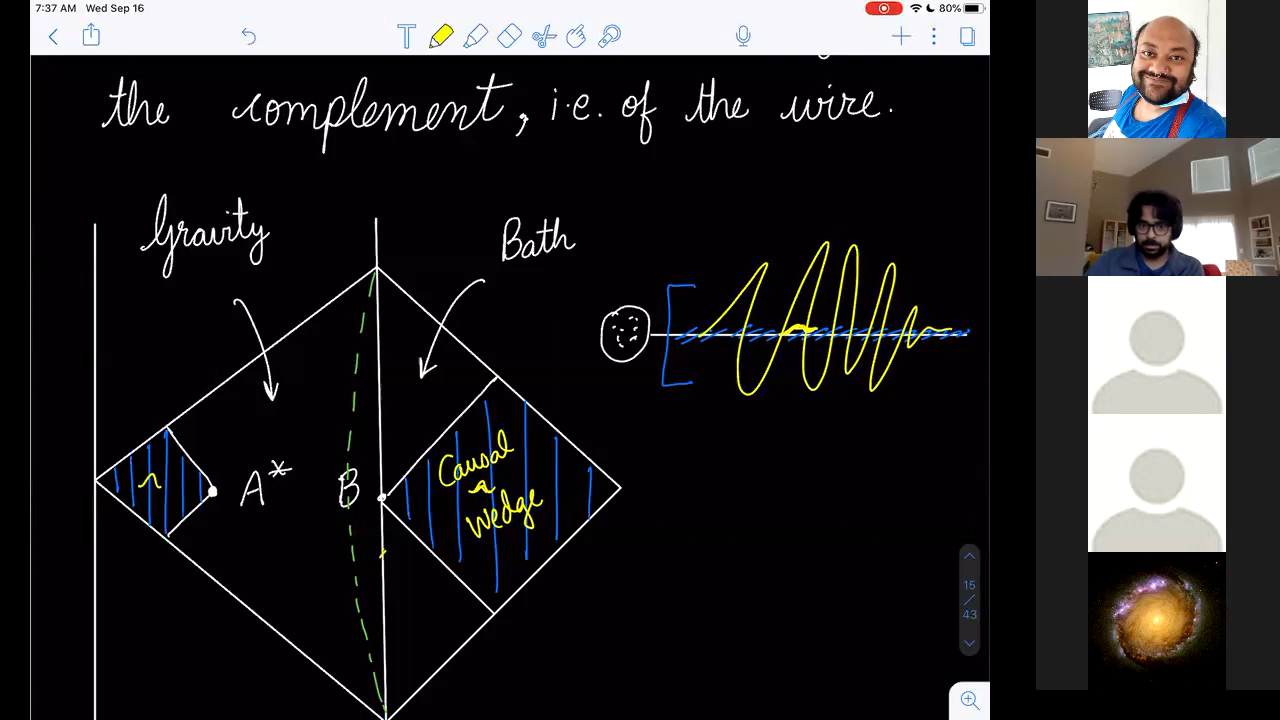 7:37 AM Wed Sep 16
80%
T
the complement, i.e. of the wire.
Gravity
Bath
A*
B
Causal
Wedge
15
/
43